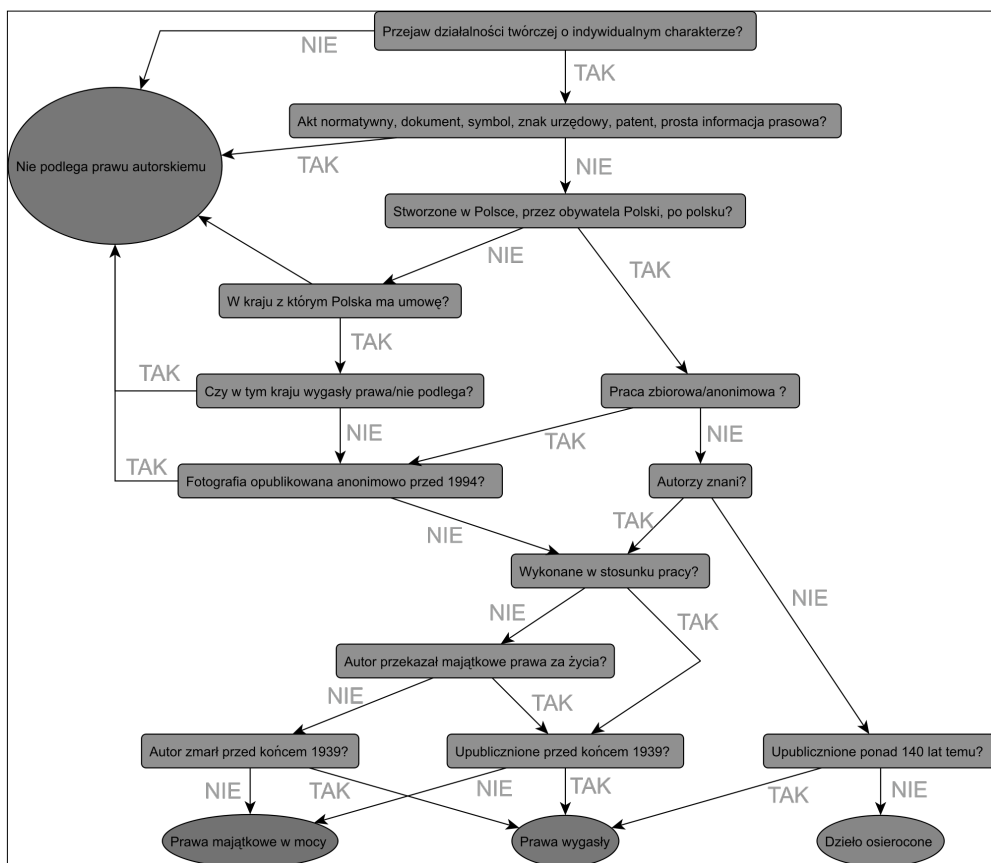 Przejaw działalności twórczej o indywidualnym charakterze?
NIE
TAK
Akt normatywny, dokument, symbol, znak urzędowy, patent, prosta informacja prasowa?
Nie podlega prawu autorskiemu
TAK
NIE
Stworzone w Polsce, przez obywatela Polski, po polsku?
NIE
TAK
W kraju z którym Polska ma umowę?
TAK
TAK
Czy w tym kraju wygasły prawa/nie podlega?
Praca zbiorowa/anonimowa ?
NIE
TAK
NIE
TAK
Fotografia opublikowana anonimowo przed 1994?
Autorzy znani?
NIE
TAK
Wykonane w stosunku pracy?
NIE
NIE
TAK
Autor przekazał majątkowe prawa za życia?
NIE
TAK
Autor zmarł przed końcem 1939?
Upublicznione przed końcem 1939?
Upublicznione ponad 140 lat temu?
NIE
TAK
NIE
TAK
TAK
NIE
Prawa majątkowe w mocy
Prawa wygasły
Dzieło osierocone